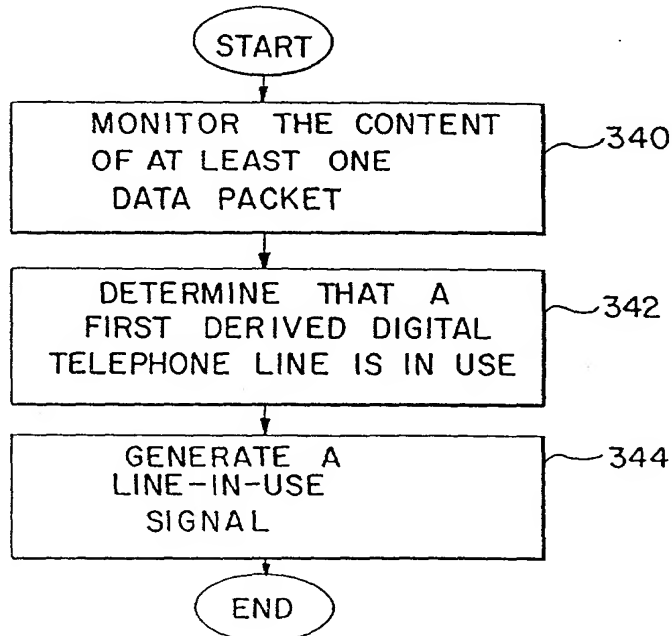 START
MONITOR THE CONTENT
OF AT LEAST ONE
DATA PACKET
340
DETERMINE THAT A
FIRST DERIVED DIGITAL
TELEPHONE LINE IS IN USE
342
GENERATE A
LINE-IN-USE
SIGNAL
344
END